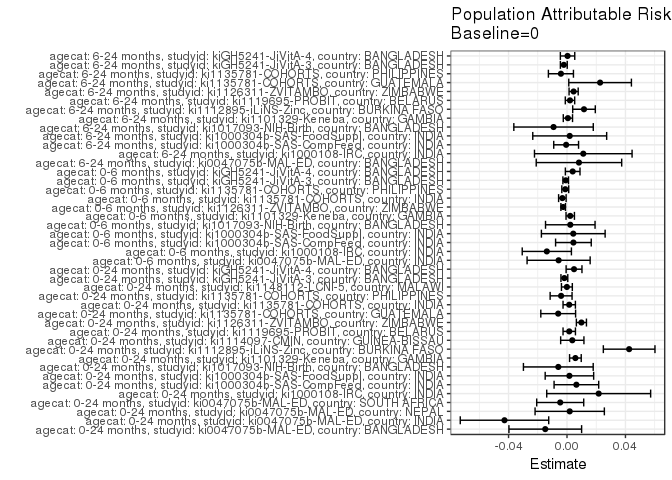 Population Attributable Risk
Baseline=0
agecat: 6-24 months, studyid: kiGH5241-JiVitA-4, country: BANGLADESH
agecat: 6-24 months, studyid: kiGH5241-JiVitA-3, country: BANGLADESH
agecat: 6-24 months, studyid: ki1135781-COHORTS, country: PHILIPPINES
agecat: 6-24 months, studyid: ki1135781-COHORTS, country: GUATEMALA
agecat: 6-24 months, studyid: ki1126311-ZVITAMBO, country: ZIMBABWE
agecat: 6-24 months, studyid: ki1119695-PROBIT, country: BELARUS
agecat: 6-24 months, studyid: ki1112895-iLiNS-Zinc, country: BURKINA FASO
agecat: 6-24 months, studyid: ki1101329-Keneba, country: GAMBIA
agecat: 6-24 months, studyid: ki1017093-NIH-Birth, country: BANGLADESH
agecat: 6-24 months, studyid: ki1000304b-SAS-FoodSuppl, country: INDIA
agecat: 6-24 months, studyid: ki1000304b-SAS-CompFeed, country: INDIA
agecat: 6-24 months, studyid: ki1000108-IRC, country: INDIA
agecat: 6-24 months, studyid: ki0047075b-MAL-ED, country: BANGLADESH
agecat: 0-6 months, studyid: kiGH5241-JiVitA-4, country: BANGLADESH
agecat: 0-6 months, studyid: kiGH5241-JiVitA-3, country: BANGLADESH
agecat: 0-6 months, studyid: ki1135781-COHORTS, country: PHILIPPINES
agecat: 0-6 months, studyid: ki1135781-COHORTS, country: INDIA
agecat: 0-6 months, studyid: ki1126311-ZVITAMBO, country: ZIMBABWE
agecat: 0-6 months, studyid: ki1101329-Keneba, country: GAMBIA
agecat: 0-6 months, studyid: ki1017093-NIH-Birth, country: BANGLADESH
agecat: 0-6 months, studyid: ki1000304b-SAS-FoodSuppl, country: INDIA
agecat: 0-6 months, studyid: ki1000304b-SAS-CompFeed, country: INDIA
agecat: 0-6 months, studyid: ki1000108-IRC, country: INDIA
agecat: 0-6 months, studyid: ki0047075b-MAL-ED, country: INDIA
agecat: 0-24 months, studyid: kiGH5241-JiVitA-4, country: BANGLADESH
agecat: 0-24 months, studyid: kiGH5241-JiVitA-3, country: BANGLADESH
agecat: 0-24 months, studyid: ki1148112-LCNI-5, country: MALAWI
agecat: 0-24 months, studyid: ki1135781-COHORTS, country: PHILIPPINES
agecat: 0-24 months, studyid: ki1135781-COHORTS, country: INDIA
agecat: 0-24 months, studyid: ki1135781-COHORTS, country: GUATEMALA
agecat: 0-24 months, studyid: ki1126311-ZVITAMBO, country: ZIMBABWE
agecat: 0-24 months, studyid: ki1119695-PROBIT, country: BELARUS
agecat: 0-24 months, studyid: ki1114097-CMIN, country: GUINEA-BISSAU
agecat: 0-24 months, studyid: ki1112895-iLiNS-Zinc, country: BURKINA FASO
agecat: 0-24 months, studyid: ki1101329-Keneba, country: GAMBIA
agecat: 0-24 months, studyid: ki1017093-NIH-Birth, country: BANGLADESH
agecat: 0-24 months, studyid: ki1000304b-SAS-FoodSuppl, country: INDIA
agecat: 0-24 months, studyid: ki1000304b-SAS-CompFeed, country: INDIA
agecat: 0-24 months, studyid: ki1000108-IRC, country: INDIA
agecat: 0-24 months, studyid: ki0047075b-MAL-ED, country: SOUTH AFRICA
agecat: 0-24 months, studyid: ki0047075b-MAL-ED, country: NEPAL
agecat: 0-24 months, studyid: ki0047075b-MAL-ED, country: INDIA
agecat: 0-24 months, studyid: ki0047075b-MAL-ED, country: BANGLADESH
-0.04 0.00 0.04
Estimate